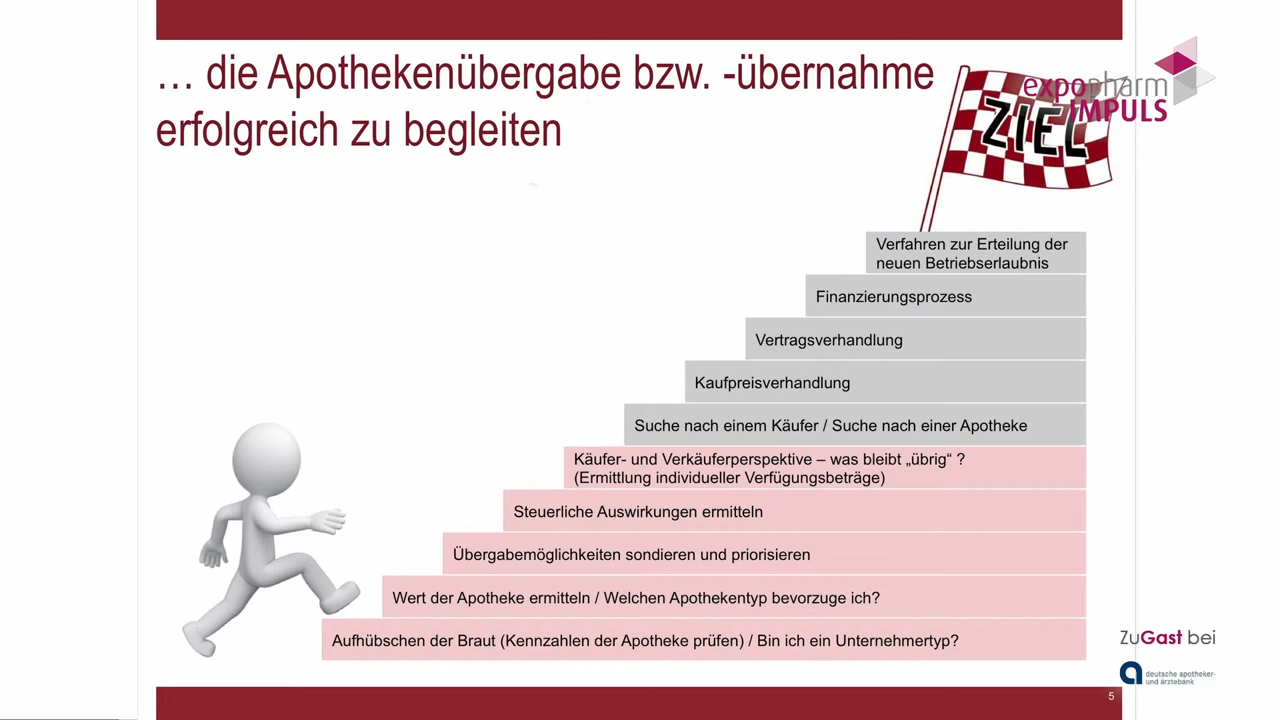 … die Apothekenübergabe bzw. -übernahme
erfolgreich zu begleiten
expopharm
IMPULS
ZIEL
Verfahren zur Erteilung der
neuen Betriebserlaubnis
Finanzierungsprozess
Vertragsverhandlung
Kaufpreisverhandlung
Suche nach einem Käufer / Suche nach einer Apotheke
Käufer- und Verkäuferperspektive – was bleibt „übrig“ ?
(Ermittlung individueller Verfügungsbeträge)
Steuerliche Auswirkungen ermitteln
Übergabemöglichkeiten sondieren und priorisieren
Wert der Apotheke ermitteln / Welchen Apothekentyp bevorzuge ich?
Aufhübschen der Braut (Kennzahlen der Apotheke prüfen) / Bin ich ein Unternehmertyp?
ZuGast bei
deutsche apotheker-
und ärztebank
5